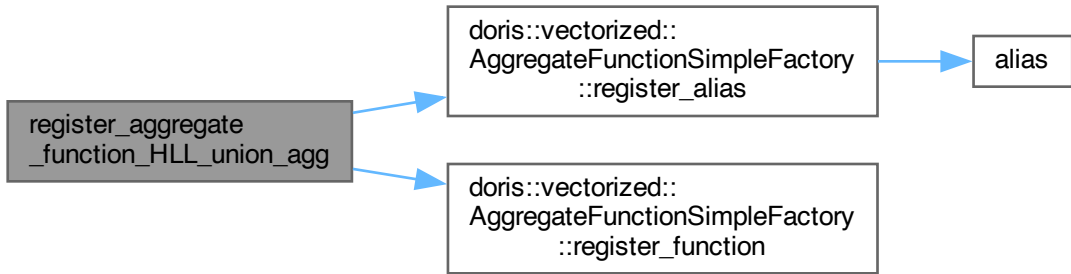 register_aggregate
_function_HLL_union_agg
doris::vectorized::
AggregateFunctionSimpleFactory
::register_alias
alias
doris::vectorized::
AggregateFunctionSimpleFactory
::register_function